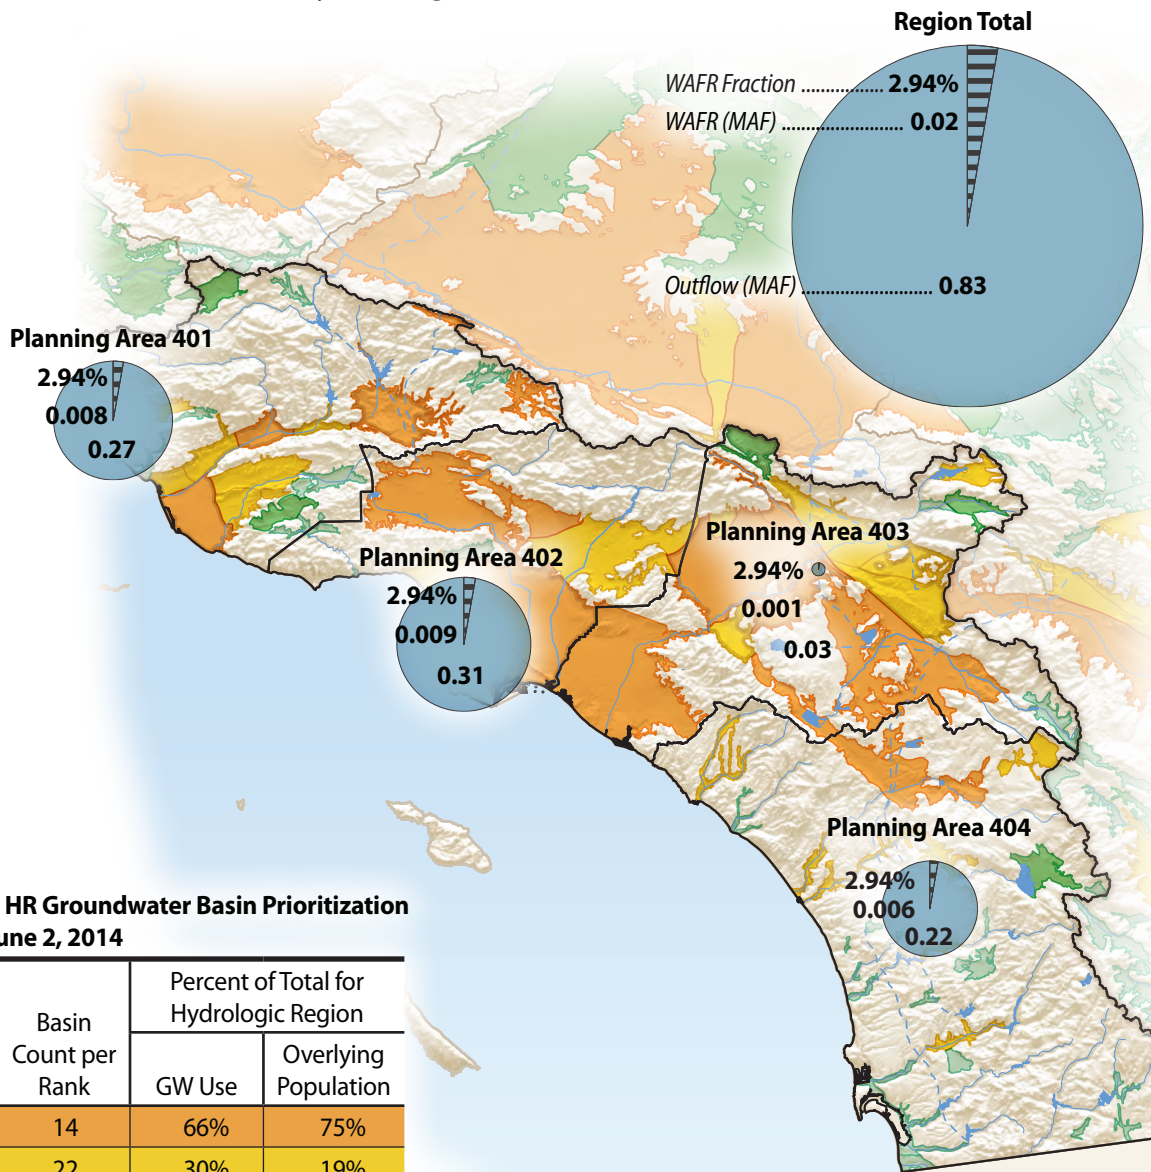 Region Total
WAFR Fraction ................ 2.94%
WAFR (MAF) ....................... 0.02
Outflow (MAF) ......................... 0.83
Planning Area 401
2.94%
0.008
0.27
Planning Area 402
2.94%
0.009
0.31
Planning Area 403
2.94%
0.001
0.03
Planning Area 404
2.94%
0.006
0.22
HR Groundwater Basin Prioritization
une 2, 2014
Basin Count per Rank
Percent of Total for Hydrologic Region
GW Use
Overlying Population
14 66% 75%
22 30% 19%